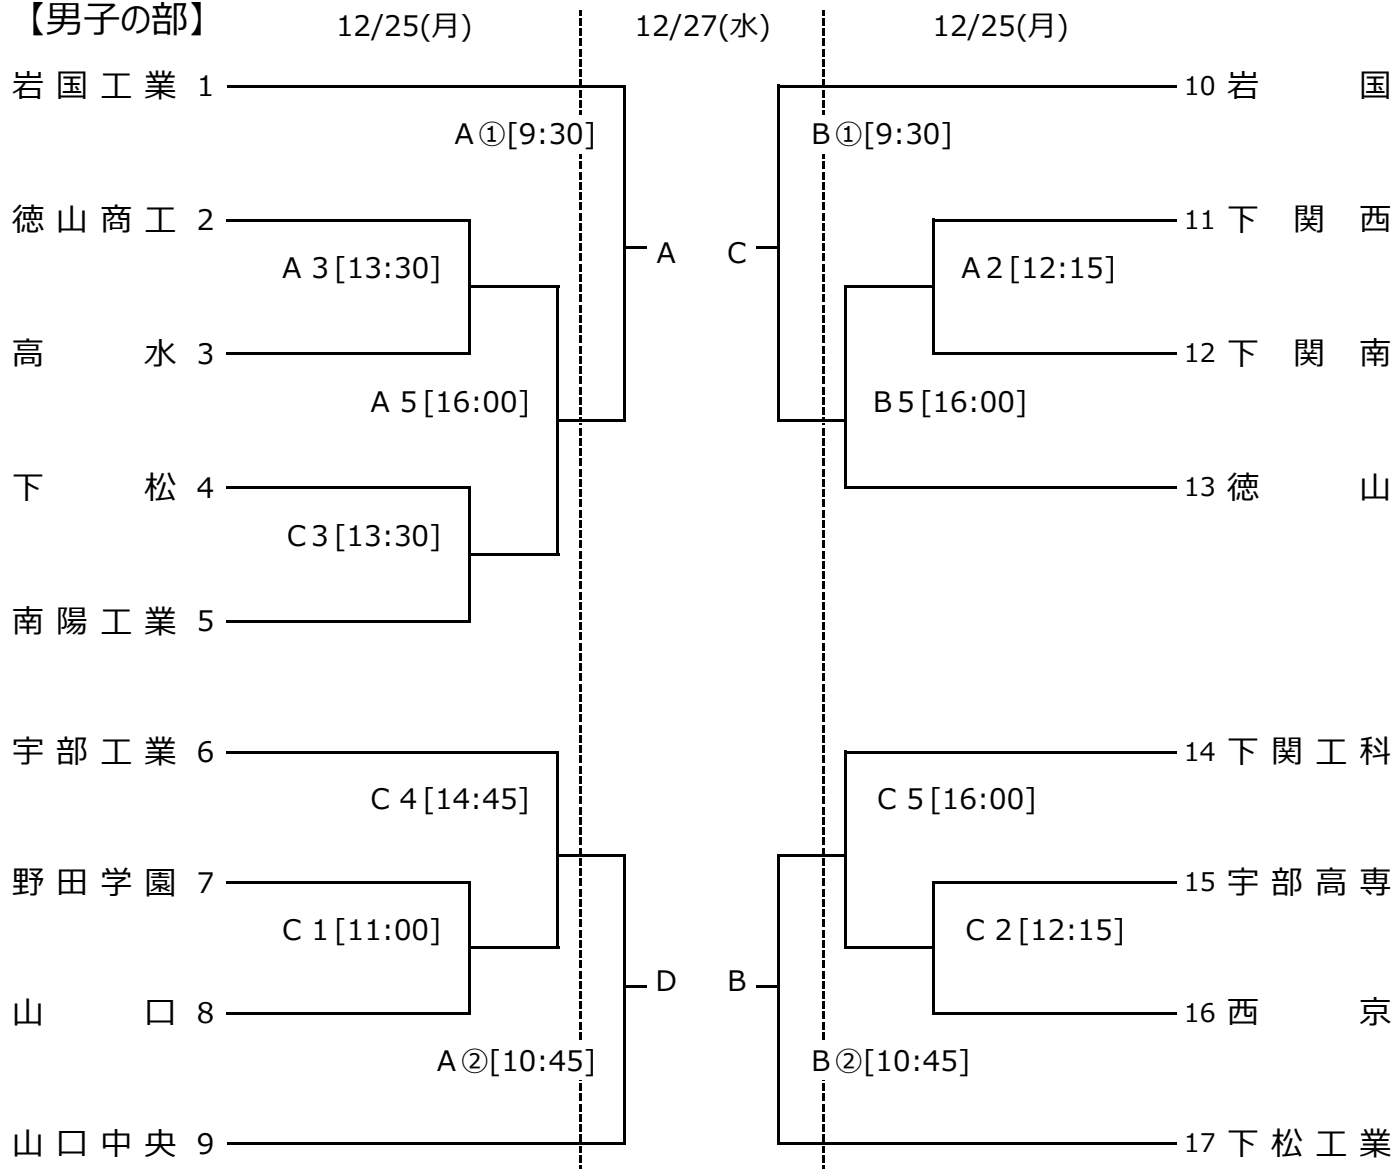 【男子の部】 12/25(月) 12/27(水) 12/25(月)
岩国工業 1 10 岩国
A①[9:30] B①[9:30]
徳山商工 2 11 下関西
A C
A 3[13:30] A2[12:15]
高水 3 12 下関南
A 5[16:00] B5[16:00]
下松 4 13 徳山
C3[13:30]
南陽工業 5
宇部工業 6 14 下関工科
C 4[14:45] C 5[16:00]
野田学園 7 15 宇部高専
C 1[11:00] C 2[12:15]
D B
山口 8 16 西京
A②[10:45] B②[10:45]
山口中央 9 17 下松工業